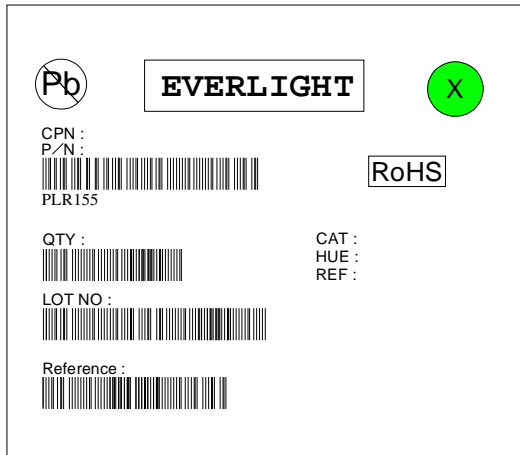 Pb
EVERLIGHT
X
CPN :
P/N :
RoHS
PLR155
QTY :
CAT :
HUE :
REF :
LOT NO :
Reference :